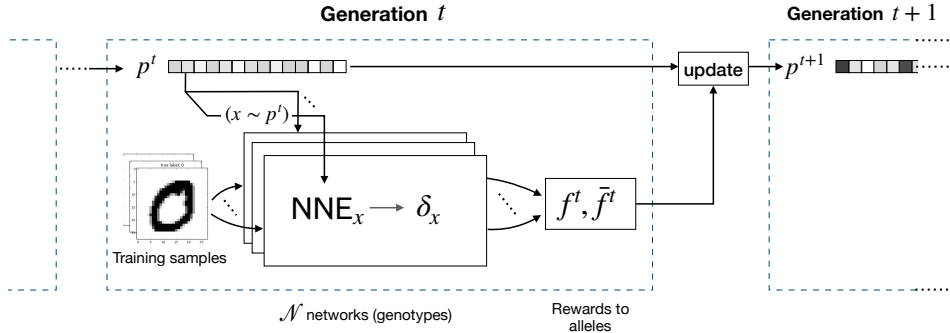 Generation t
Generation t + 1
p^t
update
p^{t+1}
(x ∼ p^t)
true label: 0
NNE_x → δ_x
f^t, f̄^t
Training samples
𝒩 networks (genotypes)
Rewards to
alleles